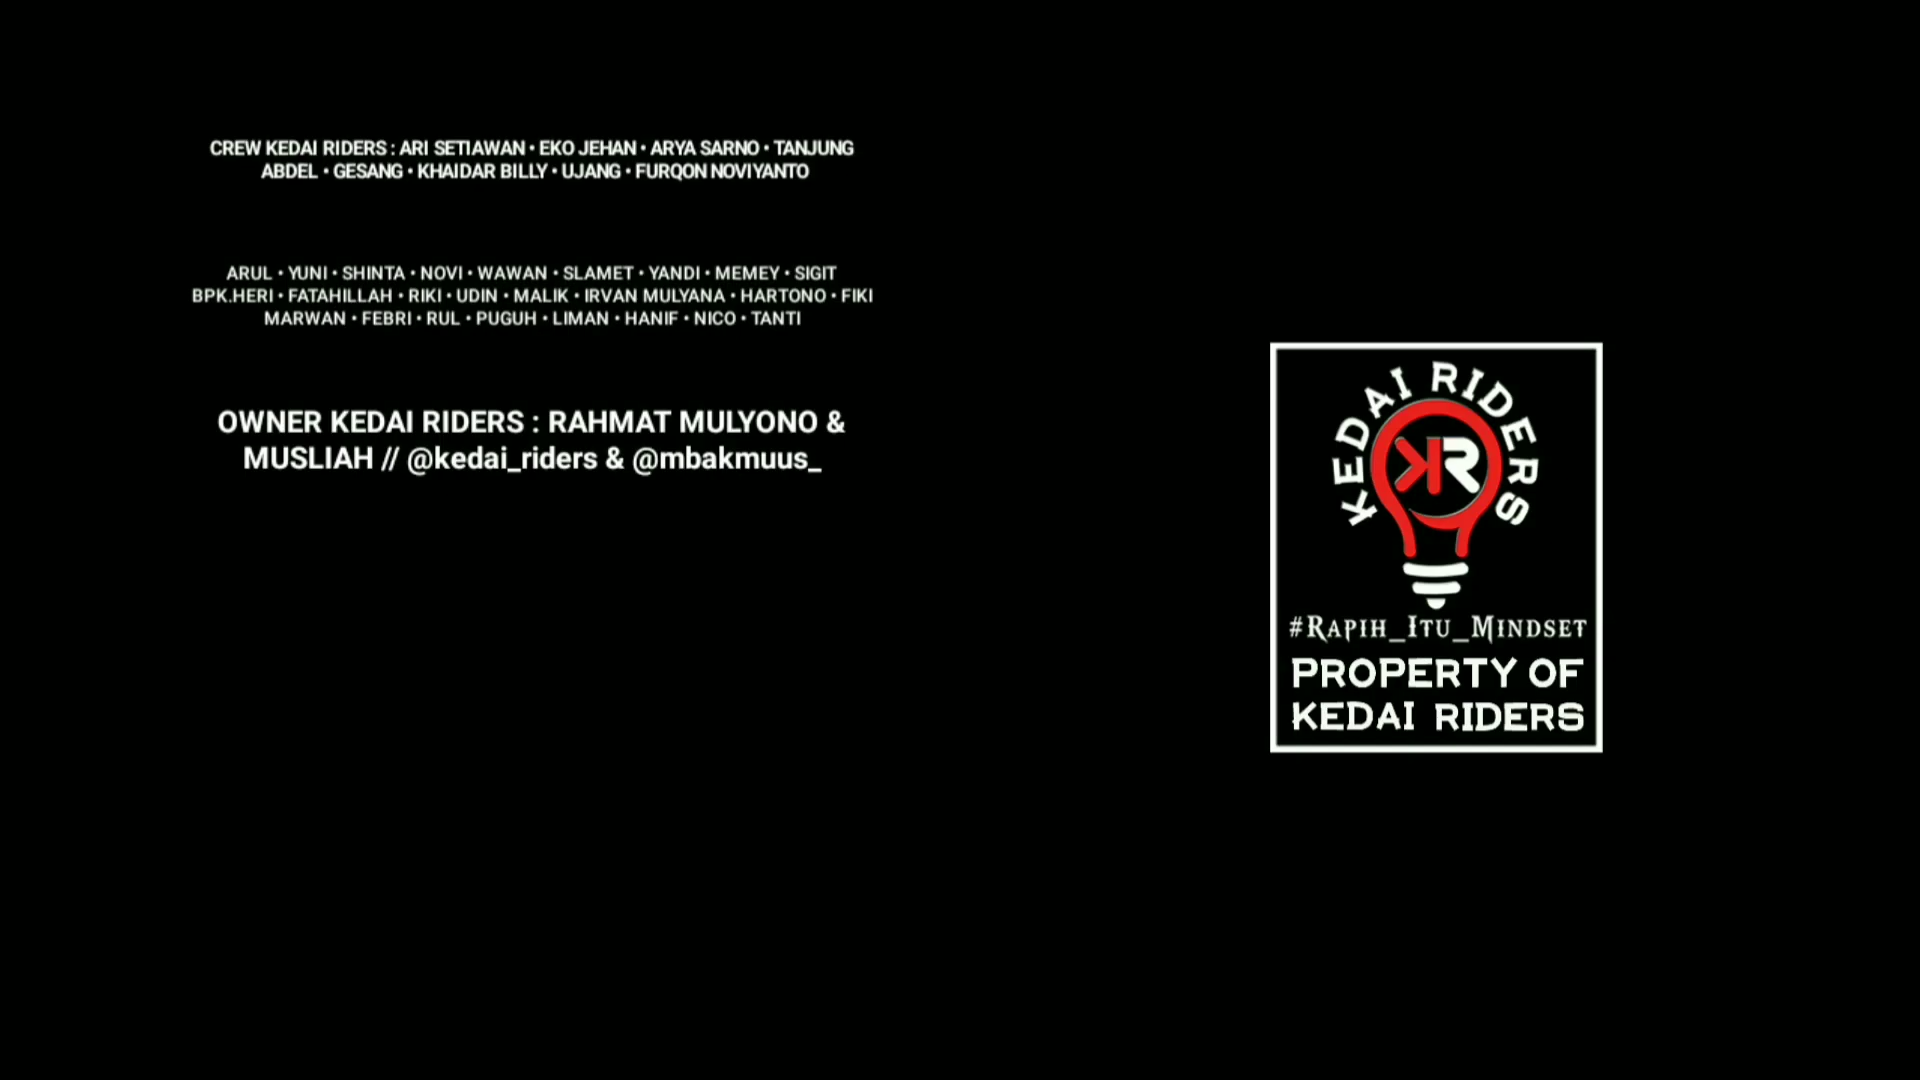 CREW KEDAI RIDERS : ARI SETIAWAN • EKO JEHAN • ARYA SARNO • TANJUNG
ABDEL • GESANG • KHAIDAR BILLY • UJANG • FURQON NOVIYANTO
ARUL • YUNI • SHINTA • NOVI • WAWAN • SLAMET • YANDI • MEMEY • SIGIT
BPK.HERI • FATAHILLAH • RIKI • UDIN • MALIK • IRVAN MULYANA • HARTONO • FIKI
MARWAN • FEBRI • RUL • PUGUH • LIMAN • HANIF • NICO • TANTI
OWNER KEDAI RIDERS : RAHMAT MULYONO &
MUSLIAH // @kedai_riders & @mbakmuus_
KEDAI RIDERS
KR
#RAPIH_ITU_MINDSET
PROPERTY OF
KEDAI RIDERS